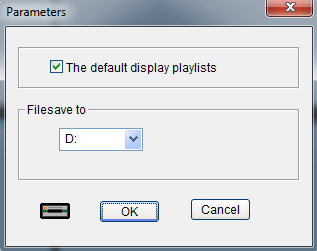 Parameters
The default display playlists
Filesave to
D:
OK
Cancel